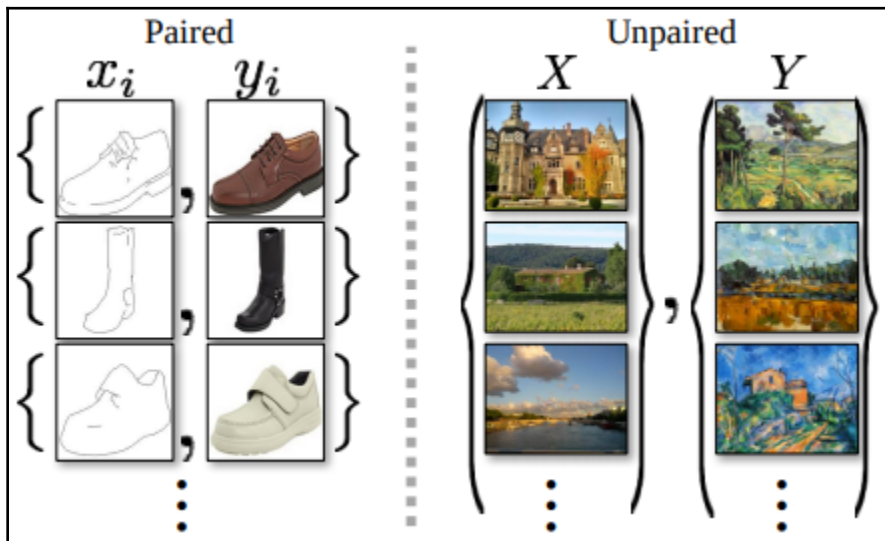 Paired
Unpaired
x_i
y_i
X
Y
{ , }
{ , }
{ , }
{ } , { }
⋮
⋮
⋮